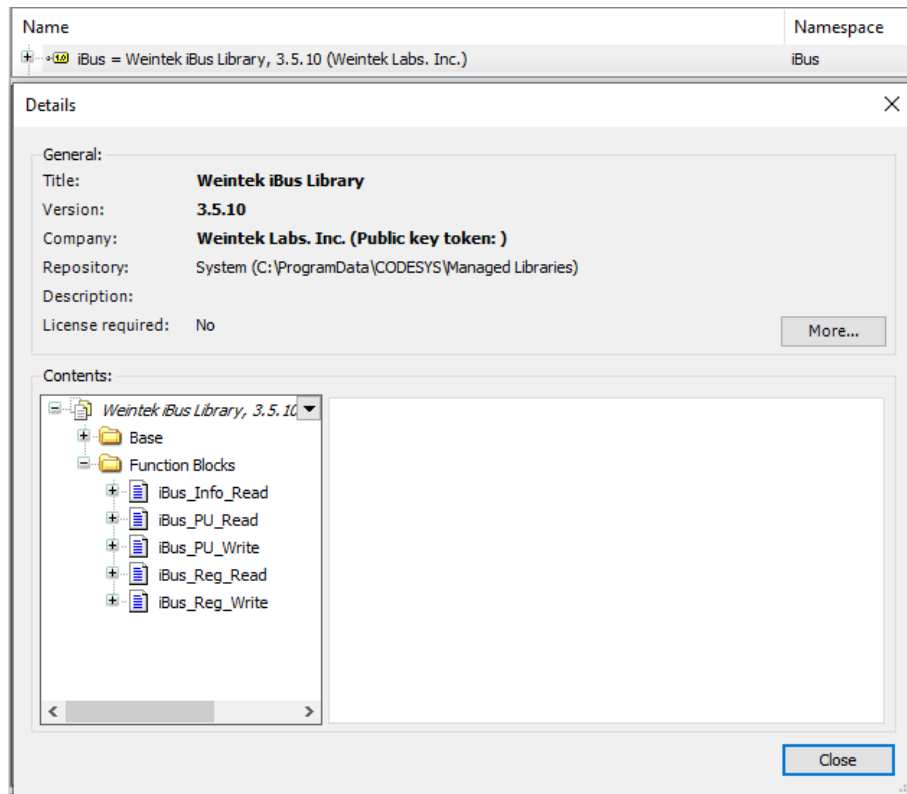 Name Namespace
iBus = Weintek iBus Library, 3.5.10 (Weintek Labs. Inc.) iBus
Details
General:
Title: Weintek iBus Library
Version: 3.5.10
Company: Weintek Labs. Inc. (Public key token: )
Repository: System (C:\ProgramData\CODESYS\Managed Libraries)
Description:
License required: No
More...
Contents:
Weintek iBus Library, 3.5.10
Base
Function Blocks
iBus_Info_Read
iBus_PU_Read
iBus_PU_Write
iBus_Reg_Read
iBus_Reg_Write
Close